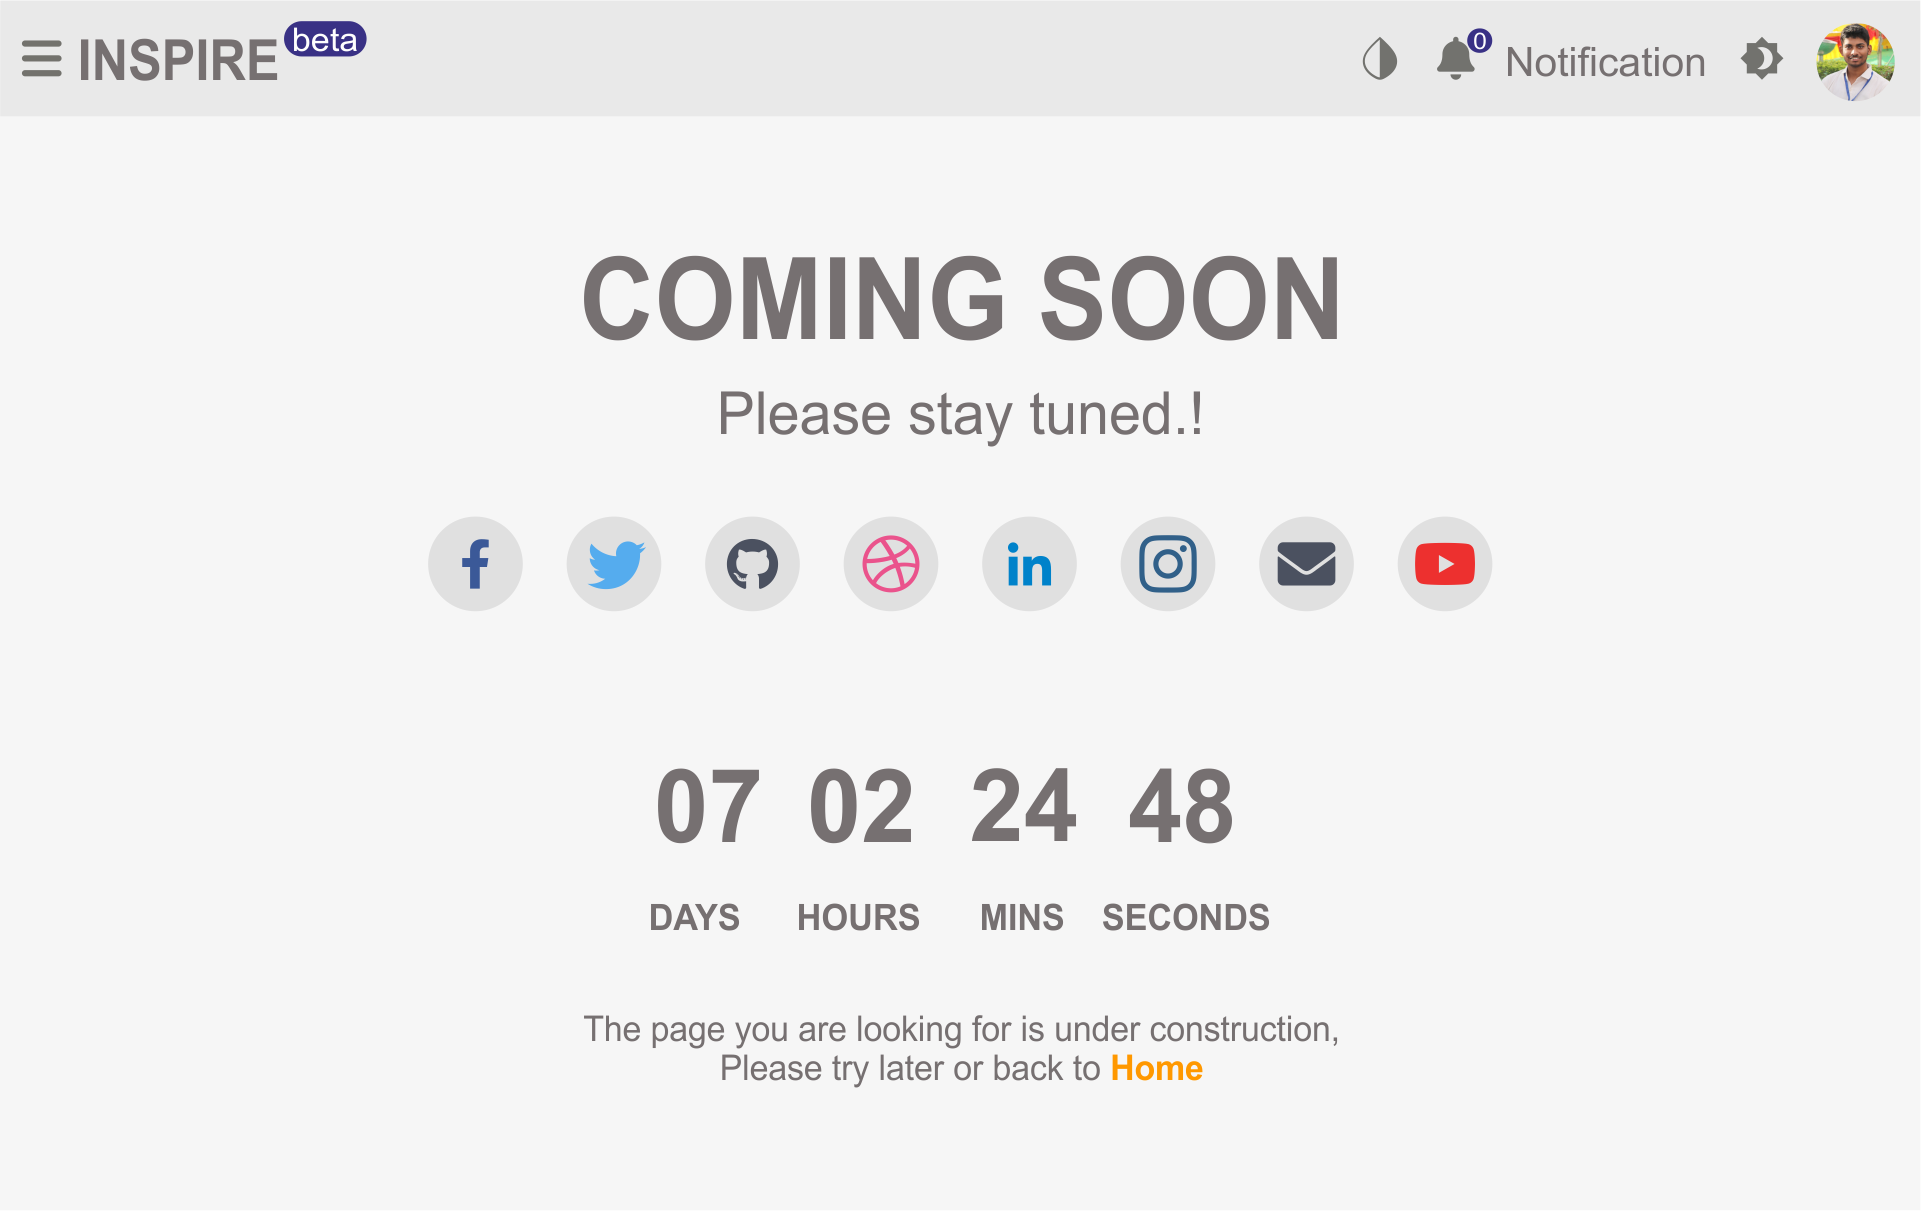 INSPIRE beta
0 Notification
COMING SOON
Please stay tuned.!
07 02 24 48
DAYS HOURS MINS SECONDS
The page you are looking for is under construction,
Please try later or back to Home